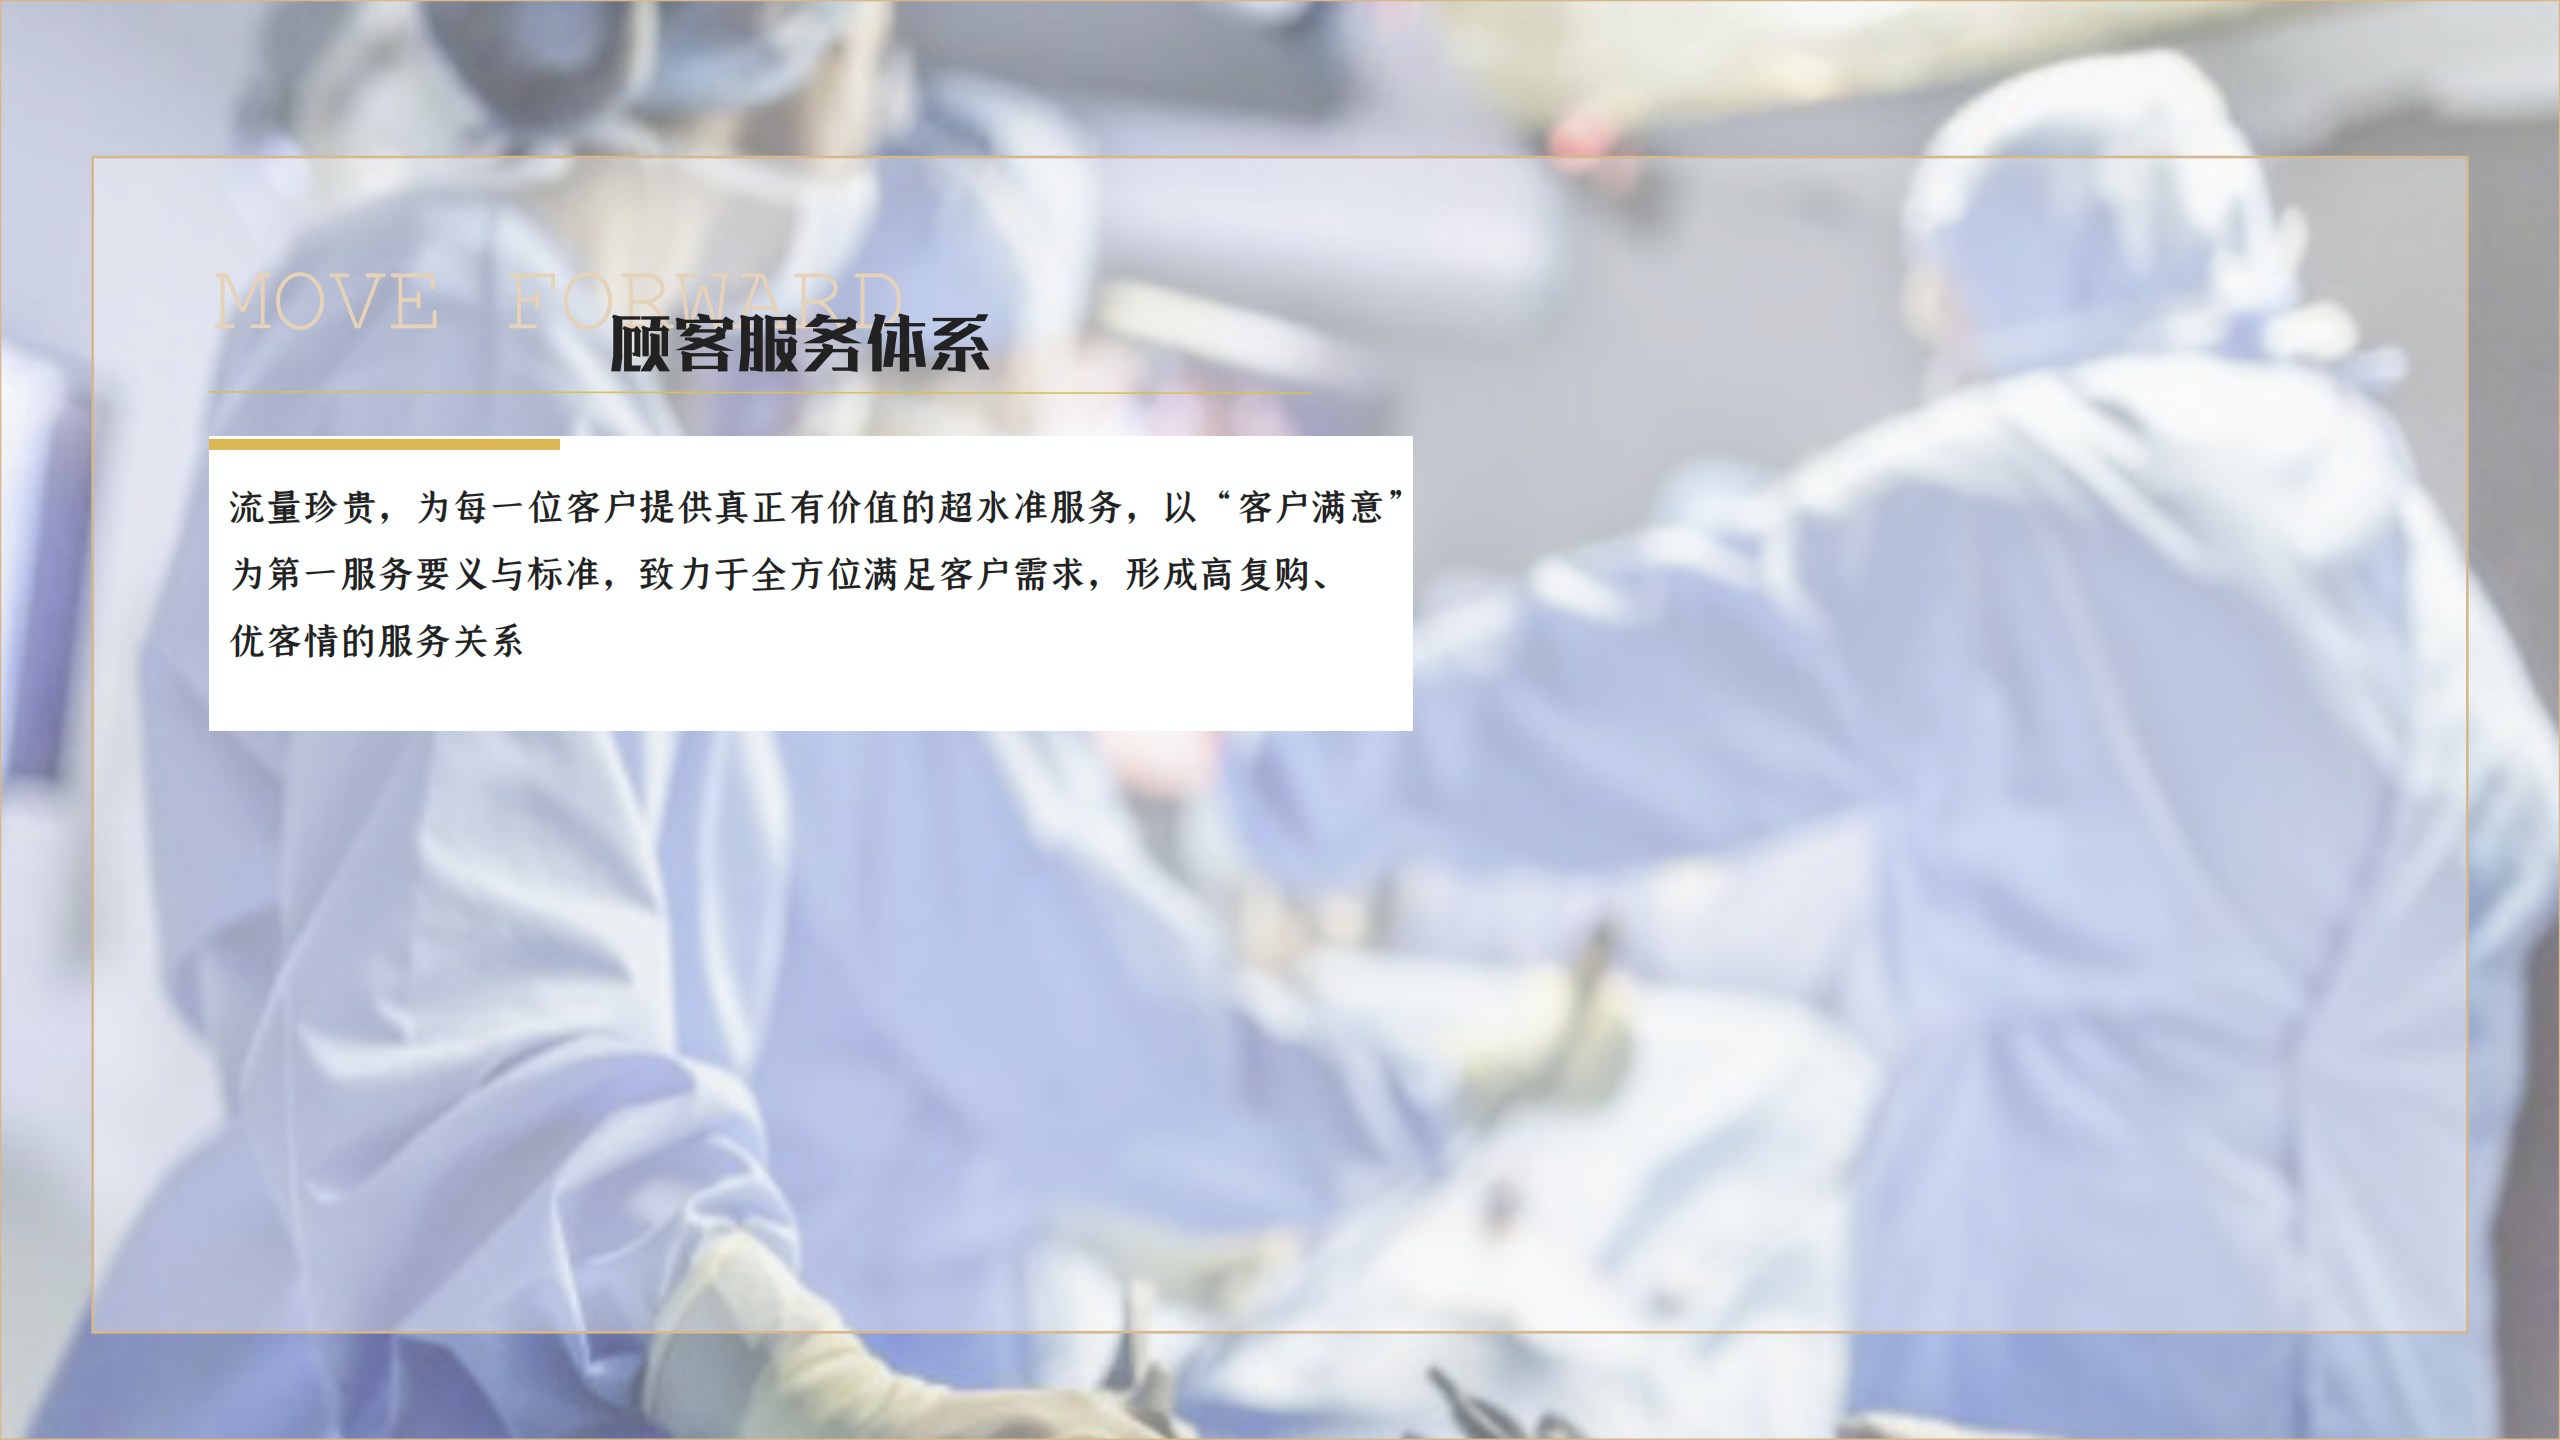 MOVE FORWARD
顾客服务体系
流量珍贵，为每一位客户提供真正有价值的超水准服务，以“客户满意”
为第一服务要义与标准，致力于全方位满足客户需求，形成高复购、
优客情的服务关系